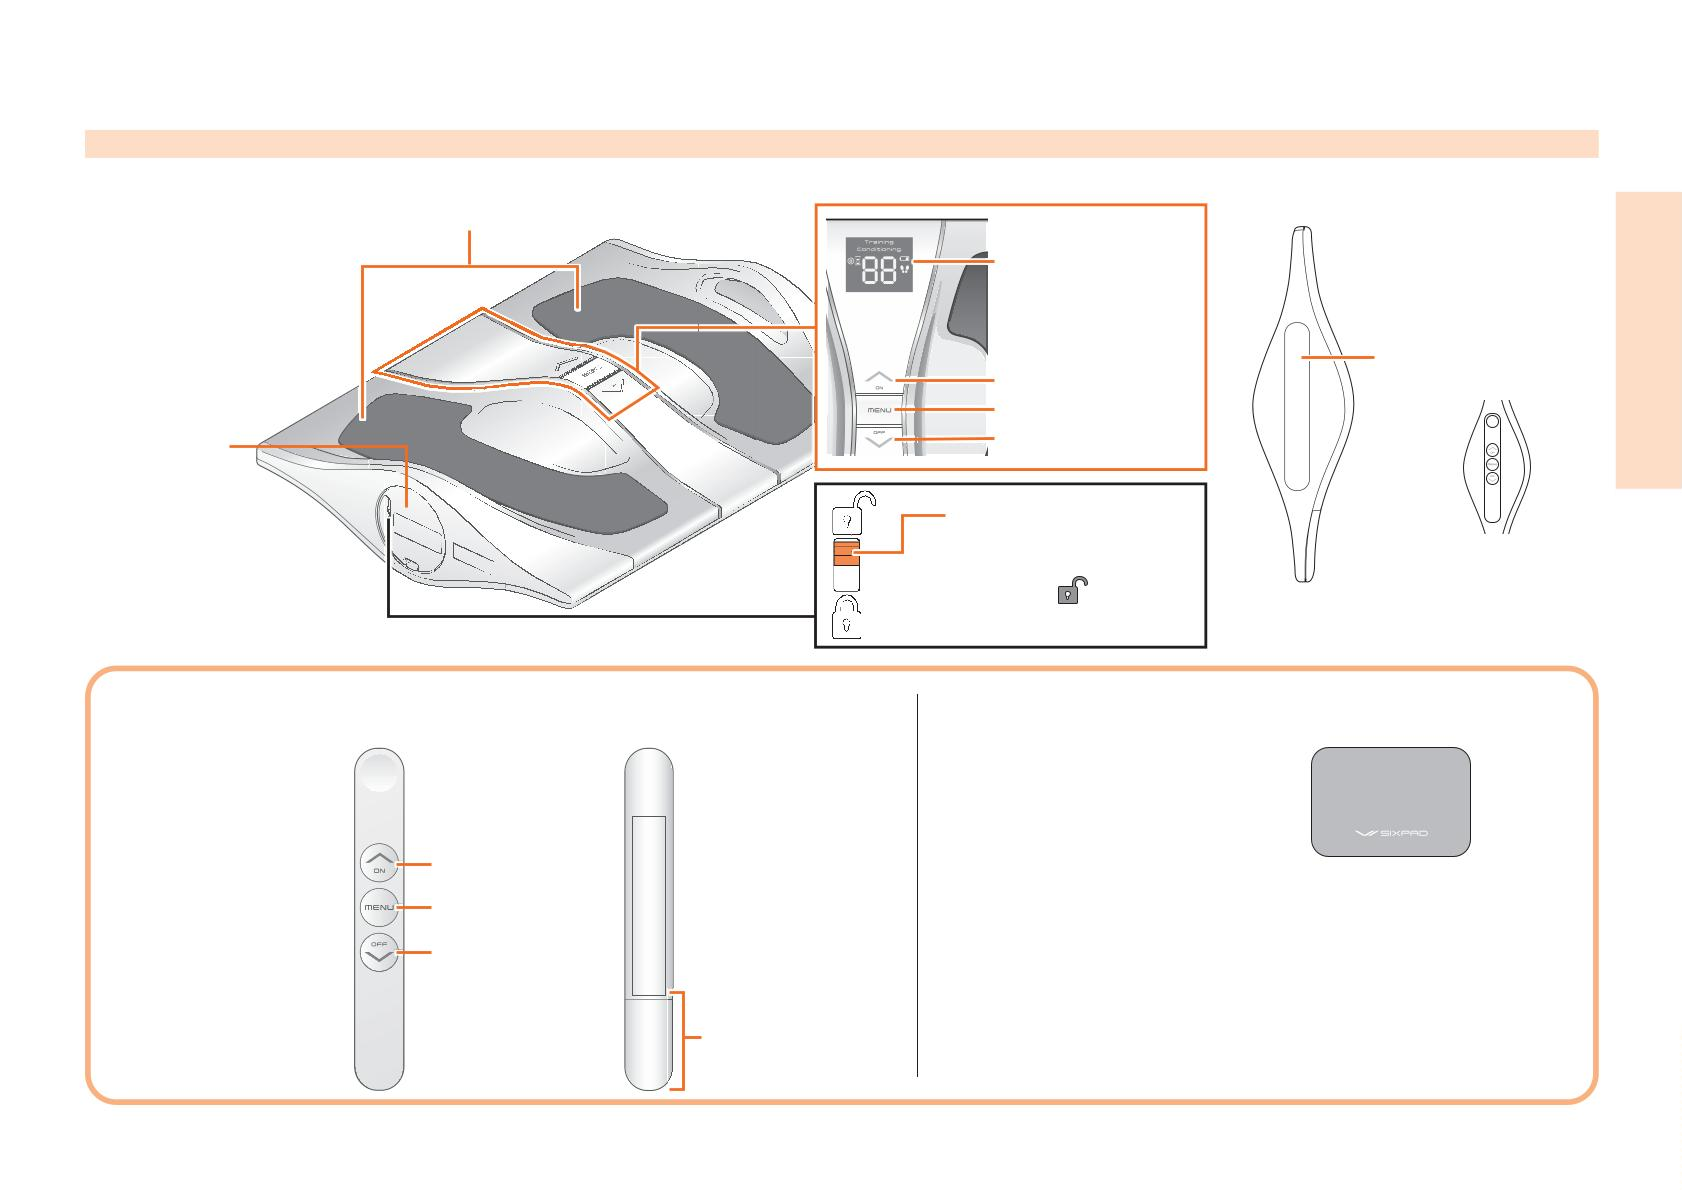 Training
Conditioning
88
ON
MENU
OFF
ON
MENU
OFF
SIXPAD